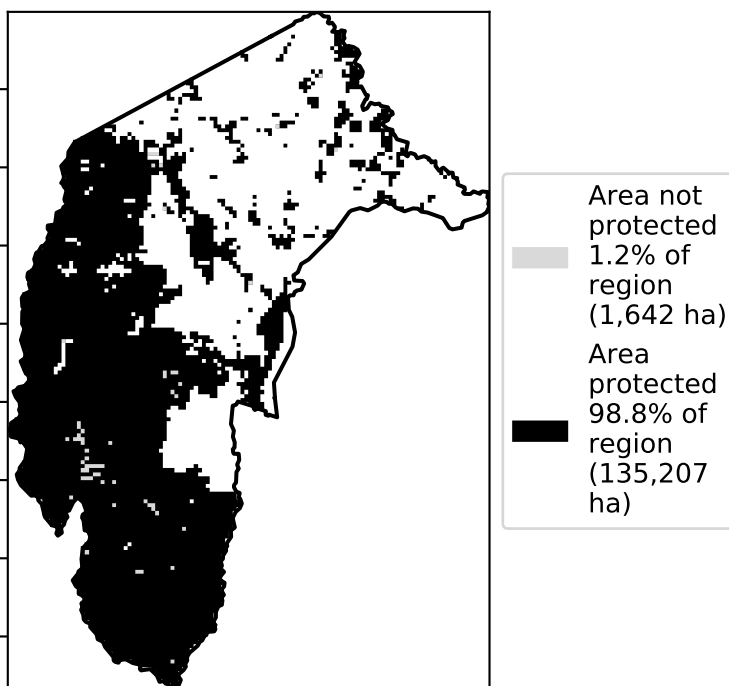 Area not
protected
1.2% of
region
(1,642 ha)
Area
protected
98.8% of
region
(135,207
ha)